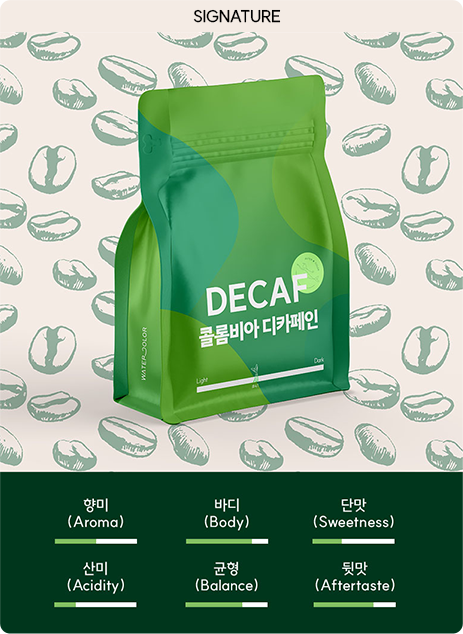 SIGNATURE
DECAF
콜롬비아 디카페인
Light
Dark
WATER_COLOR
향미
(Aroma)
바디
(Body)
단맛
(Sweetness)
산미
(Acidity)
균형
(Balance)
뒷맛
(Aftertaste)